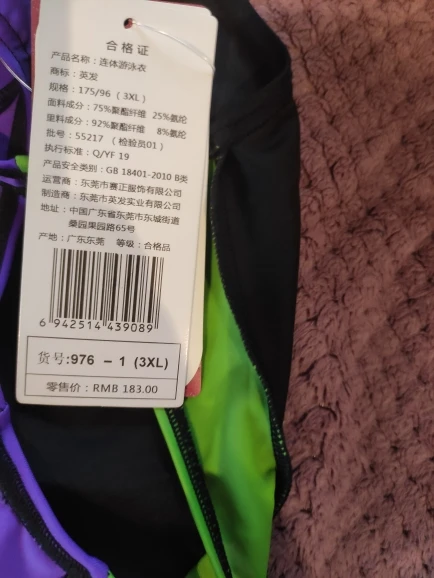 合格证
产品名称：连体游泳衣
商标：英发
规格：175/96 （3XL）
面料成分：75%聚酯纤维 25%氨纶
里料成分：92%聚酯纤维 8%氨纶
批号：55217 （检验员01）
执行标准：Q/YF 19
产品安全类别：GB 18401-2010 B类
运营商：东莞市赛正服饰有限公司
制造商：东莞市英发实业有限公司
地址：中国广东省东莞市东城街道
桑园果园路65号
产地：广东东莞 等级：合格品
6 942514 439089
货号:976 – 1 (3XL)
零售价：RMB 183.00